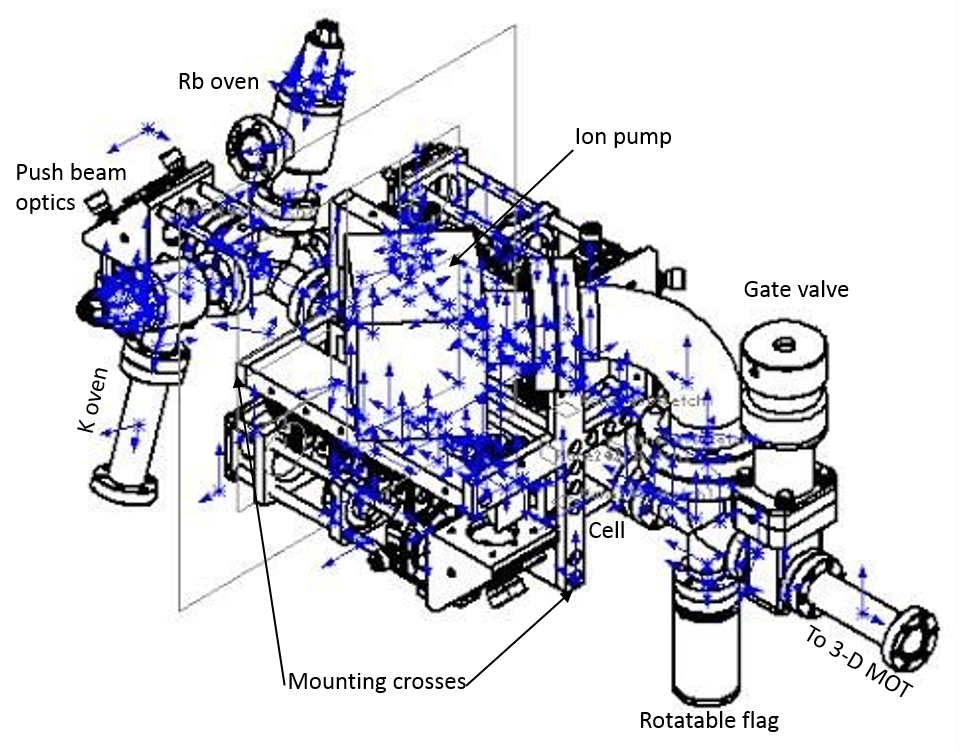 Rb oven
Ion pump
Push beam
optics
Gate valve
K oven
Cell
To 3-D MOT
Mounting crosses
Rotatable flag